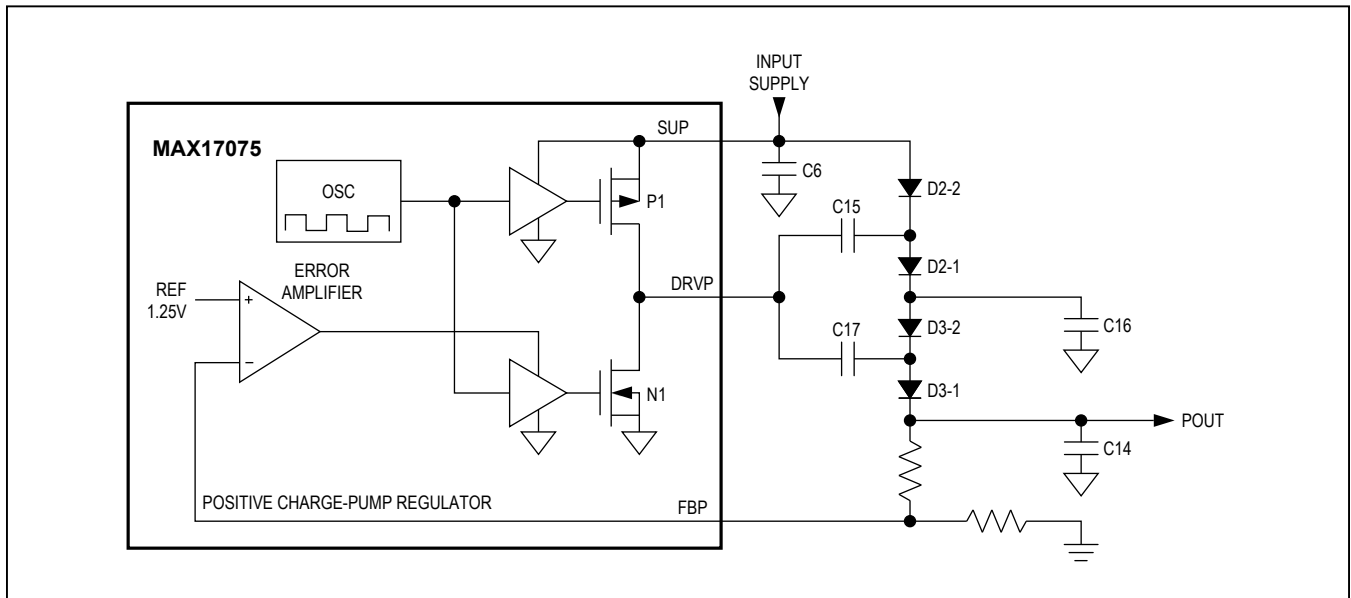 INPUT
SUPPLY
SUP
MAX17075
OSC
P1
C6
D2-2
C15
D2-1
ERROR
AMPLIFIER
DRVP
REF
1.25V
+
−
C17
D3-2
C16
N1
D3-1
POUT
C14
POSITIVE CHARGE-PUMP REGULATOR
FBP